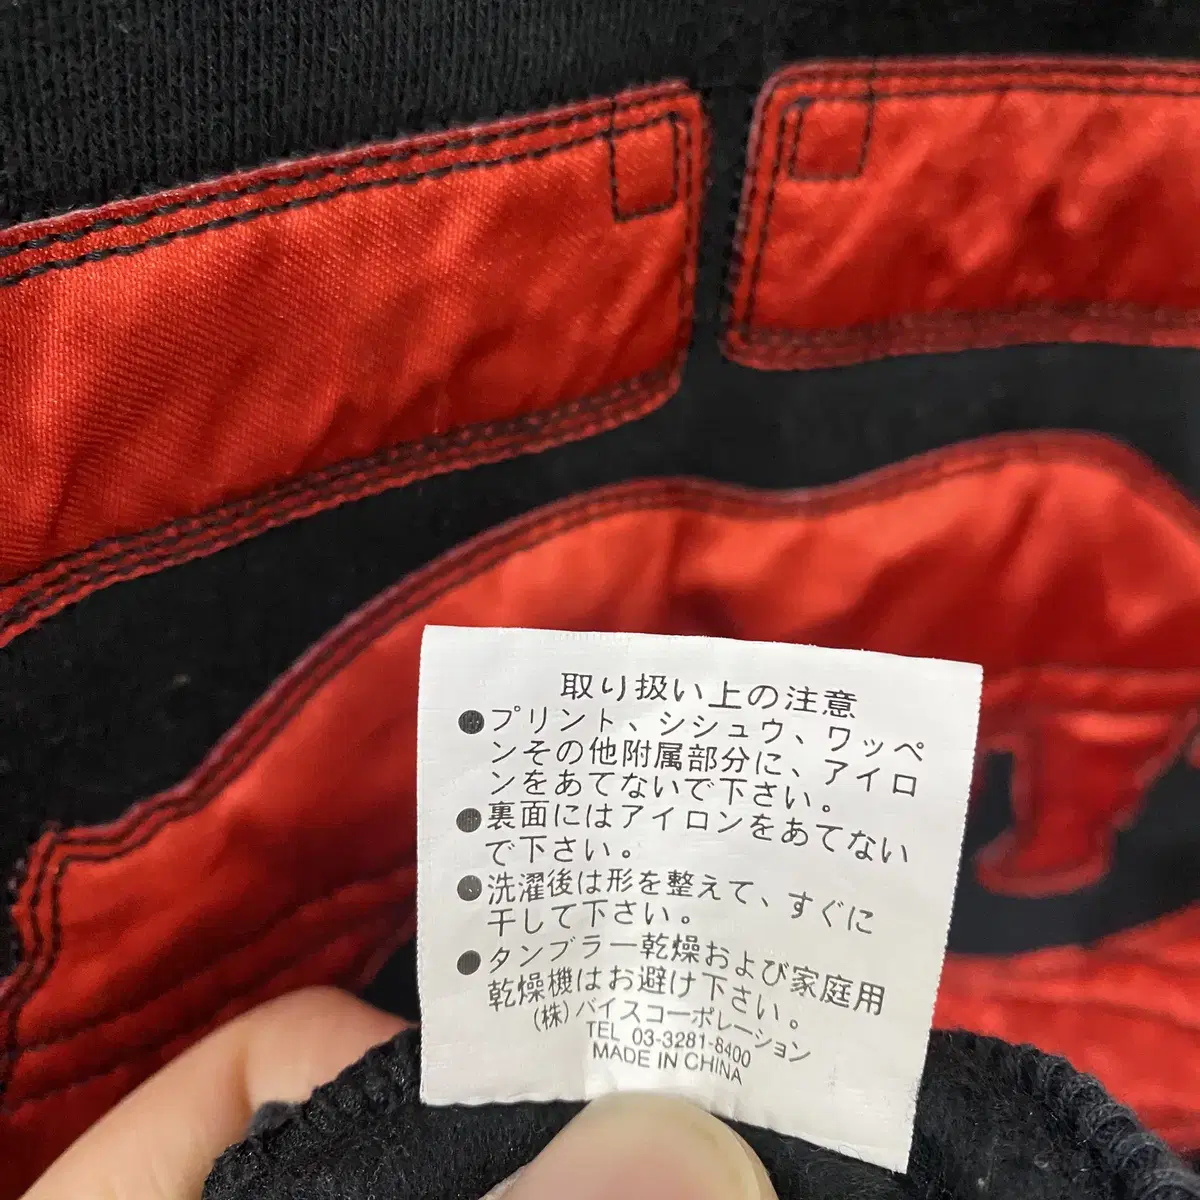 取り扱い上の注意
●プリント、シシュウ、ワッペ
ンその他附属部分に、アイロ
ンをあてないで下さい。
●裏面にはアイロンをあてない
で下さい。
●洗濯後は形を整えて、すぐに
干して下さい。
●タンブラー乾燥および家庭用
乾燥機はお避け下さい。
(株)バイスコーポレーション
TEL 03-3281-8400
MADE IN CHINA